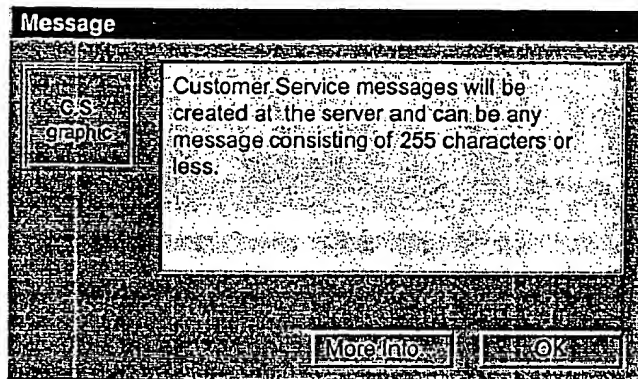 Message
C.S.
graphic
Customer Service messages will be
created at the server and can be any
message consisting of 255 characters or
less.
More Info...
OK